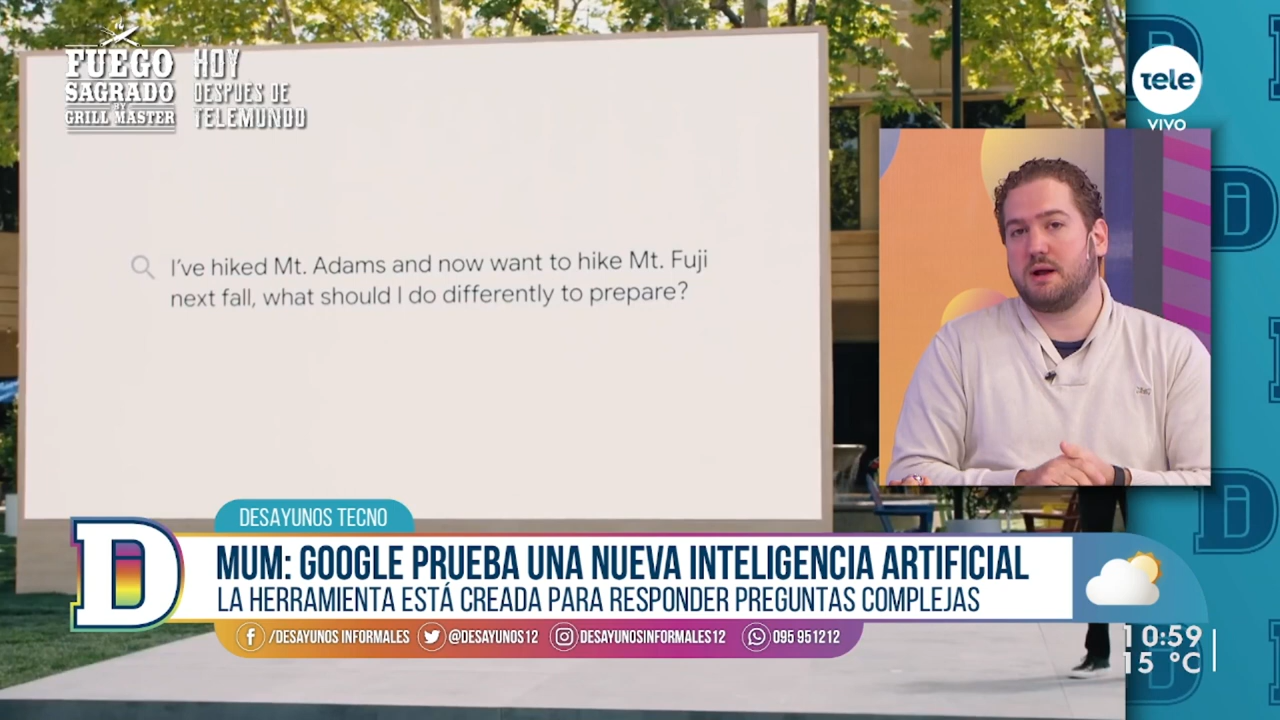 FUEGO
SAGRADO
BY
GRILL MASTER
HOY
DESPUÉS DE
TELEMUNDO
tele
VIVO
I've hiked Mt. Adams and now want to hike Mt. Fuji
next fall, what should I do differently to prepare?
DESAYUNOS TECNO
D
MUM: GOOGLE PRUEBA UNA NUEVA INTELIGENCIA ARTIFICIAL
LA HERRAMIENTA ESTÁ CREADA PARA RESPONDER PREGUNTAS COMPLEJAS
/DESAYUNOS INFORMALES @DESAYUNOS12 DESAYUNOSINFORMALES12 095 951212
10:59
15 °C